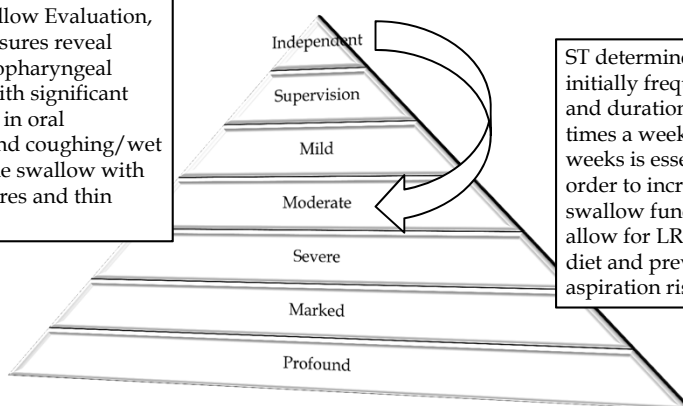 llow Evaluation,
sures reveal
opharyngeal
ith significant
in oral
nd coughing/wet
e swallow with
res and thin
Independent
Supervision
Mild
Moderate
Severe
Marked
Profound
ST determine
initially freq
and duration
times a week
weeks is esse
order to incre
swallow func
allow for LR
diet and prev
aspiration ris